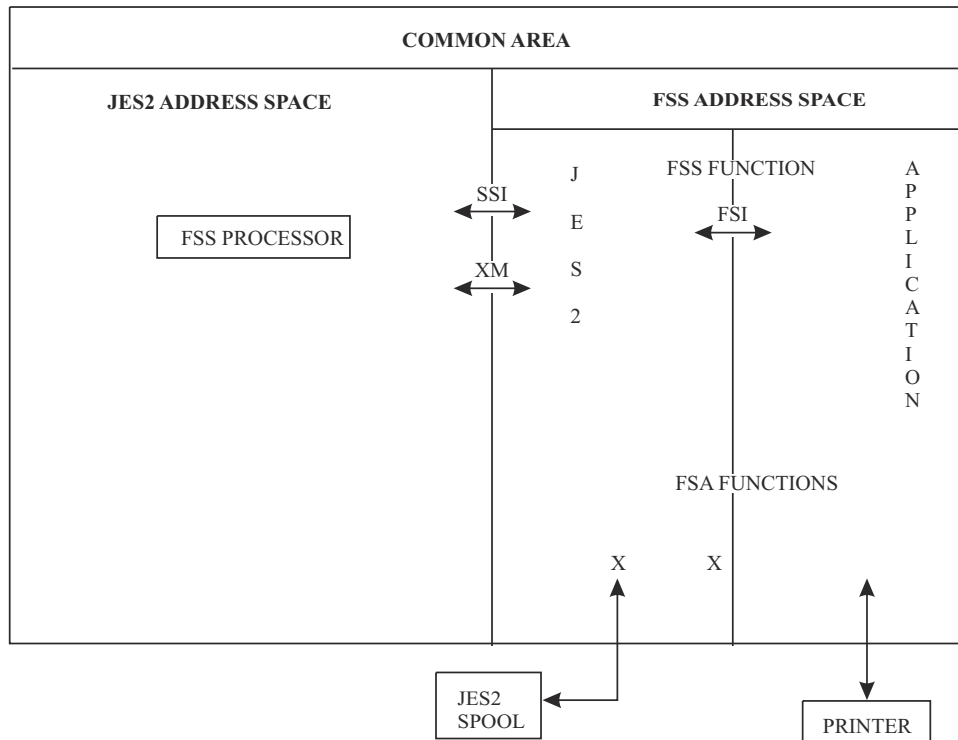 COMMON AREA
JES2 ADDRESS SPACE
FSS ADDRESS SPACE
FSS PROCESSOR
SSI
XM
J
E
S
2
FSS FUNCTION
FSI
A
P
P
L
I
C
A
T
I
O
N
FSA FUNCTIONS
X
X
JES2
SPOOL
PRINTER